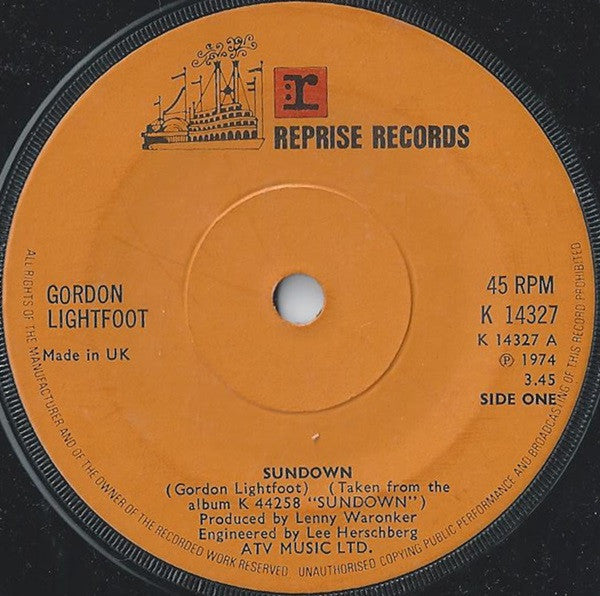 r
REPRISE RECORDS
GORDON
LIGHTFOOT
Made in UK
45 RPM
K 14327
K 14327 A
℗ 1974
3.45
SIDE ONE
SUNDOWN
(Gordon Lightfoot) (Taken from the
album K 44258 "SUNDOWN")
Produced by Lenny Waronker
Engineered by Lee Herschberg
ATV MUSIC LTD.
ALL RIGHTS OF THE MANUFACTURER AND OF THE OWNER OF THE RECORDED WORK RESERVED. UNAUTHORISED COPYING PUBLIC PERFORMANCE AND BROADCASTING OF THIS RECORD PROHIBITED